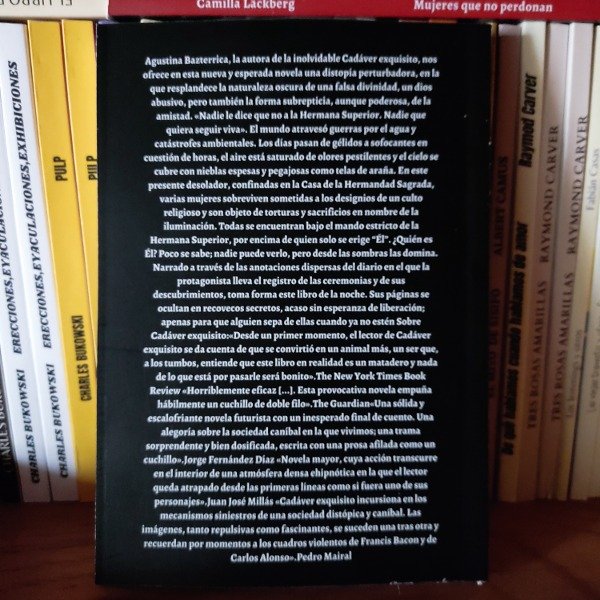 Camilla Läckberg
Mujeres que no perdonan
Agustina Bazterrica, la autora de la inolvidable Cadáver exquisito, nos
ofrece en esta nueva y esperada novela una distopía perturbadora, en la
que resplandece la naturaleza oscura de una falsa divinidad, un dios
abusivo, pero también la forma subrepticia, aunque poderosa, de la
amistad. «Nadie le dice que no a la Hermana Superior. Nadie que
quiera seguir viva». El mundo atravesó guerras por el agua y
catástrofes ambientales. Los días pasan de gélidos a sofocantes en
cuestión de horas, el aire está saturado de olores pestilentes y el cielo se
cubre con nieblas espesas y pegajosas como telas de araña. En este
presente desolador, confinadas en la Casa de la Hermandad Sagrada,
varias mujeres sobreviven sometidas a los designios de un culto
religioso y son objeto de torturas y sacrificios en nombre de la
iluminación. Todas se encuentran bajo el mando estricto de la
Hermana Superior, por encima de quien solo se erige "Él". ¿Quién es
Él? Poco se sabe; nadie puede verlo, pero desde las sombras las domina.
Narrado a través de las anotaciones dispersas del diario en el que la
protagonista lleva el registro de las ceremonias y de sus
descubrimientos, toma forma este libro de la noche. Sus páginas se
ocultan en recovecos secretos, acaso sin esperanza de liberación;
apenas para que alguien sepa de ellas cuando ya no estén Sobre
Cadáver exquisito:»Desde un primer momento, el lector de Cadáver
exquisito se da cuenta de que se convirtió en un animal más, un ser que,
a los tumbos, entiende que este libro en realidad es un matadero y nada
de lo que está por pasarle será bonito».The New York Times Book
Review «Horriblemente eficaz [...]. Esta provocativa novela empuña
hábilmente un cuchillo de doble filo».The Guardian«Una sólida y
escalofriante novela futurista con un inesperado final de cuento. Una
alegoría sobre la sociedad caníbal en la que vivimos; una trama
sorprendente y bien dosificada, escrita con una prosa afilada como un
cuchillo».Jorge Fernández Díaz «Novela mayor, cuya acción transcurre
en el interior de una atmósfera densa ehipnótica en la que el lector
queda atrapado desde las primeras líneas como si fuera uno de sus
personajes».Juan José Millás «Cadáver exquisito incursiona en los
mecanismos siniestros de una sociedad distópica y caníbal. Las
imágenes, tanto repulsivas como fascinantes, se suceden una tras otra y
recuerdan por momentos a los cuadros violentos de Francis Bacon y de
Carlos Alonso».Pedro Mairal
CHARLES BUKOWSKI ERECCIONES, EYACULACIONES, EXHIBICIONES
CHARLES BUKOWSKI ERECCIONES, EYACULACIONES, EXHIBICIONES
CHARLES BUKOWSKI PULP
PULP
ALBERT CAMUS
De qué hablamos cuando hablamos de amor Raymond Carver
TRES ROSAS AMARILLAS RAYMOND CARVER
TRES ROSAS AMARILLAS RAYMOND CARVER
Fabián Casas